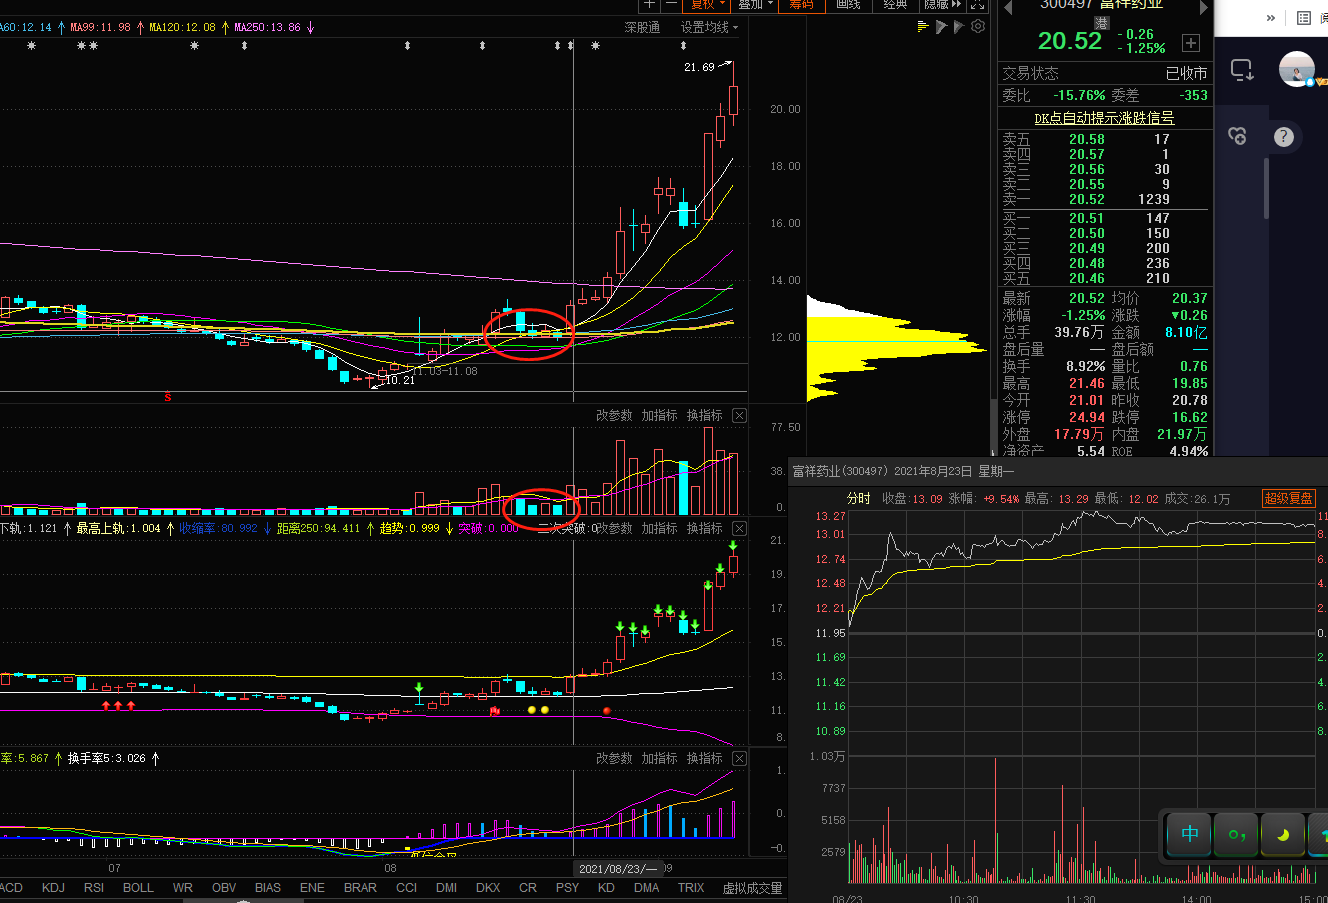 复权 叠加 筹码 画线 经典 隐藏
A60:12.14 ↑ MA99:11.98 ↑ MA120:12.08 ↑ MA250:13.86 ↓
深股通 设置均线
21.69
20.00
18.00
16.00
14.00
12.00
10.21
11.03-11.08
$
改参数 加指标 换指标
77.50
38.
0.
下轨:1.121 ↑ 最高上轨:1.004 ↑ 收缩率:80.992 ↓ 距离250:94.411 ↑ 趋势:0.999 ↓ 突破:0.000 二次突破:0
改参数 加指标 换指标
21.
19.
17.
15.
13.
11.
8.
率:5.867 ↑ 换手率5:3.026 ↑
改参数 加指标 换指标
1.
0.
-0.
07
08
2021/08/23/一
09
ACD KDJ RSI BOLL WR OBV BIAS ENE BRAR CCI DMI DKX CR PSY KD DMA TRIX 虚拟成交量
300497 富祥药业
港
20.52
-0.26
-1.25%
交易状态 已收市
委比 -15.76% 委差 -353
DK点自动提示涨跌信号
卖五 20.58 17
卖四 20.57 1
卖三 20.56 30
卖二 20.55 9
卖一 20.52 1239
买一 20.51 147
买二 20.50 150
买三 20.49 200
买四 20.48 236
买五 20.46 210
最新 20.52 均价 20.37
涨幅 -1.25% 涨跌 ▼0.26
总手 39.76万 金额 8.10亿
盘后量 — 盘后额 —
换手 8.92% 量比 0.76
最高 21.46 最低 19.85
今开 21.01 昨收 20.78
涨停 24.94 跌停 16.62
外盘 17.79万 内盘 21.97万
净资产 5.54 ROE 4.94%
富祥药业(300497) 2021年8月23日 星期一
分时 收盘:13.09 涨幅: +9.54% 最高: 13.29 最低: 12.02 成交:26.1万 超级复盘
13.27
13.01
12.74
12.48
12.21
11.95
11.69
11.42
11.16
10.89
1.03万
7737
5158
2579
11
8.
6.
4.
2.
0.
2.
4.
6.
8.
08/23 10:30 11:30 14:00 15:00
中
?